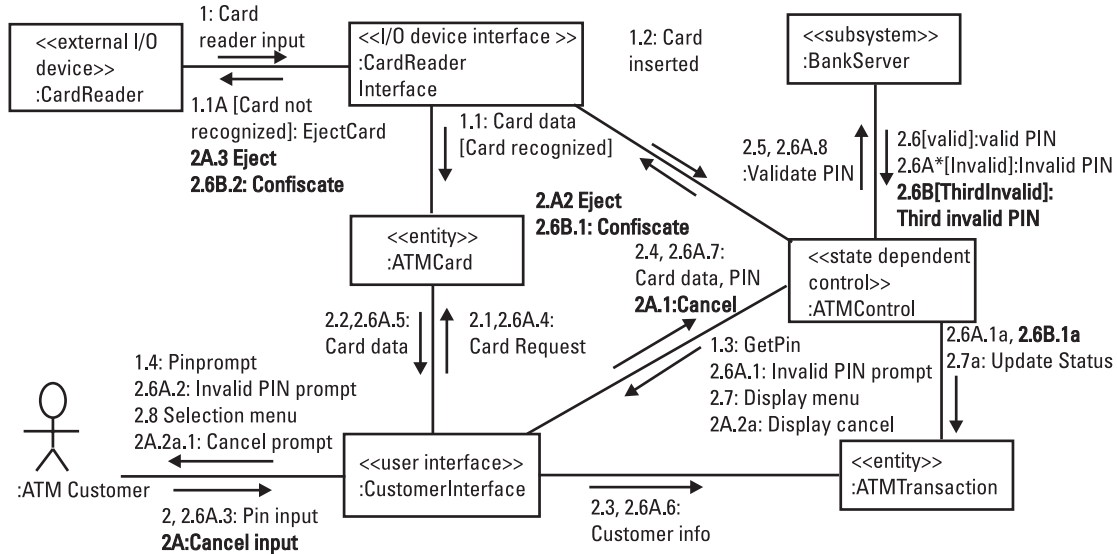 1: Card
reader input
<<external I/O
device>>
:CardReader
<<I/O device interface >>
:CardReader
Interface
1.2: Card
inserted
<<subsystem>>
:BankServer
1.1A [Card not
recognized]: EjectCard
2A.3 Eject
2.6B.2: Confiscate
1.1: Card data
[Card recognized]
2.5, 2.6A.8
:Validate PIN
2.6[valid]:valid PIN
2.6A*[Invalid]:Invalid PIN
2.6B[ThirdInvalid]:
Third invalid PIN
2.A2 Eject
2.6B.1: Confiscate
<<entity>>
:ATMCard
2.4, 2.6A.7:
Card data, PIN
2A.1:Cancel
<<state dependent
control>>
:ATMControl
2.2,2.6A.5:
Card data
2.1,2.6A.4:
Card Request
1.3: GetPin
2.6A.1: Invalid PIN prompt
2.7: Display menu
2A.2a: Display cancel
2.6A.1a, 2.6B.1a
2.7a: Update Status
1.4: Pinprompt
2.6A.2: Invalid PIN prompt
2.8 Selection menu
2A.2a.1: Cancel prompt
:ATM Customer
<<user interface>>
:CustomerInterface
<<entity>>
:ATMTransaction
2, 2.6A.3: Pin input
2A:Cancel input
2.3, 2.6A.6:
Customer info